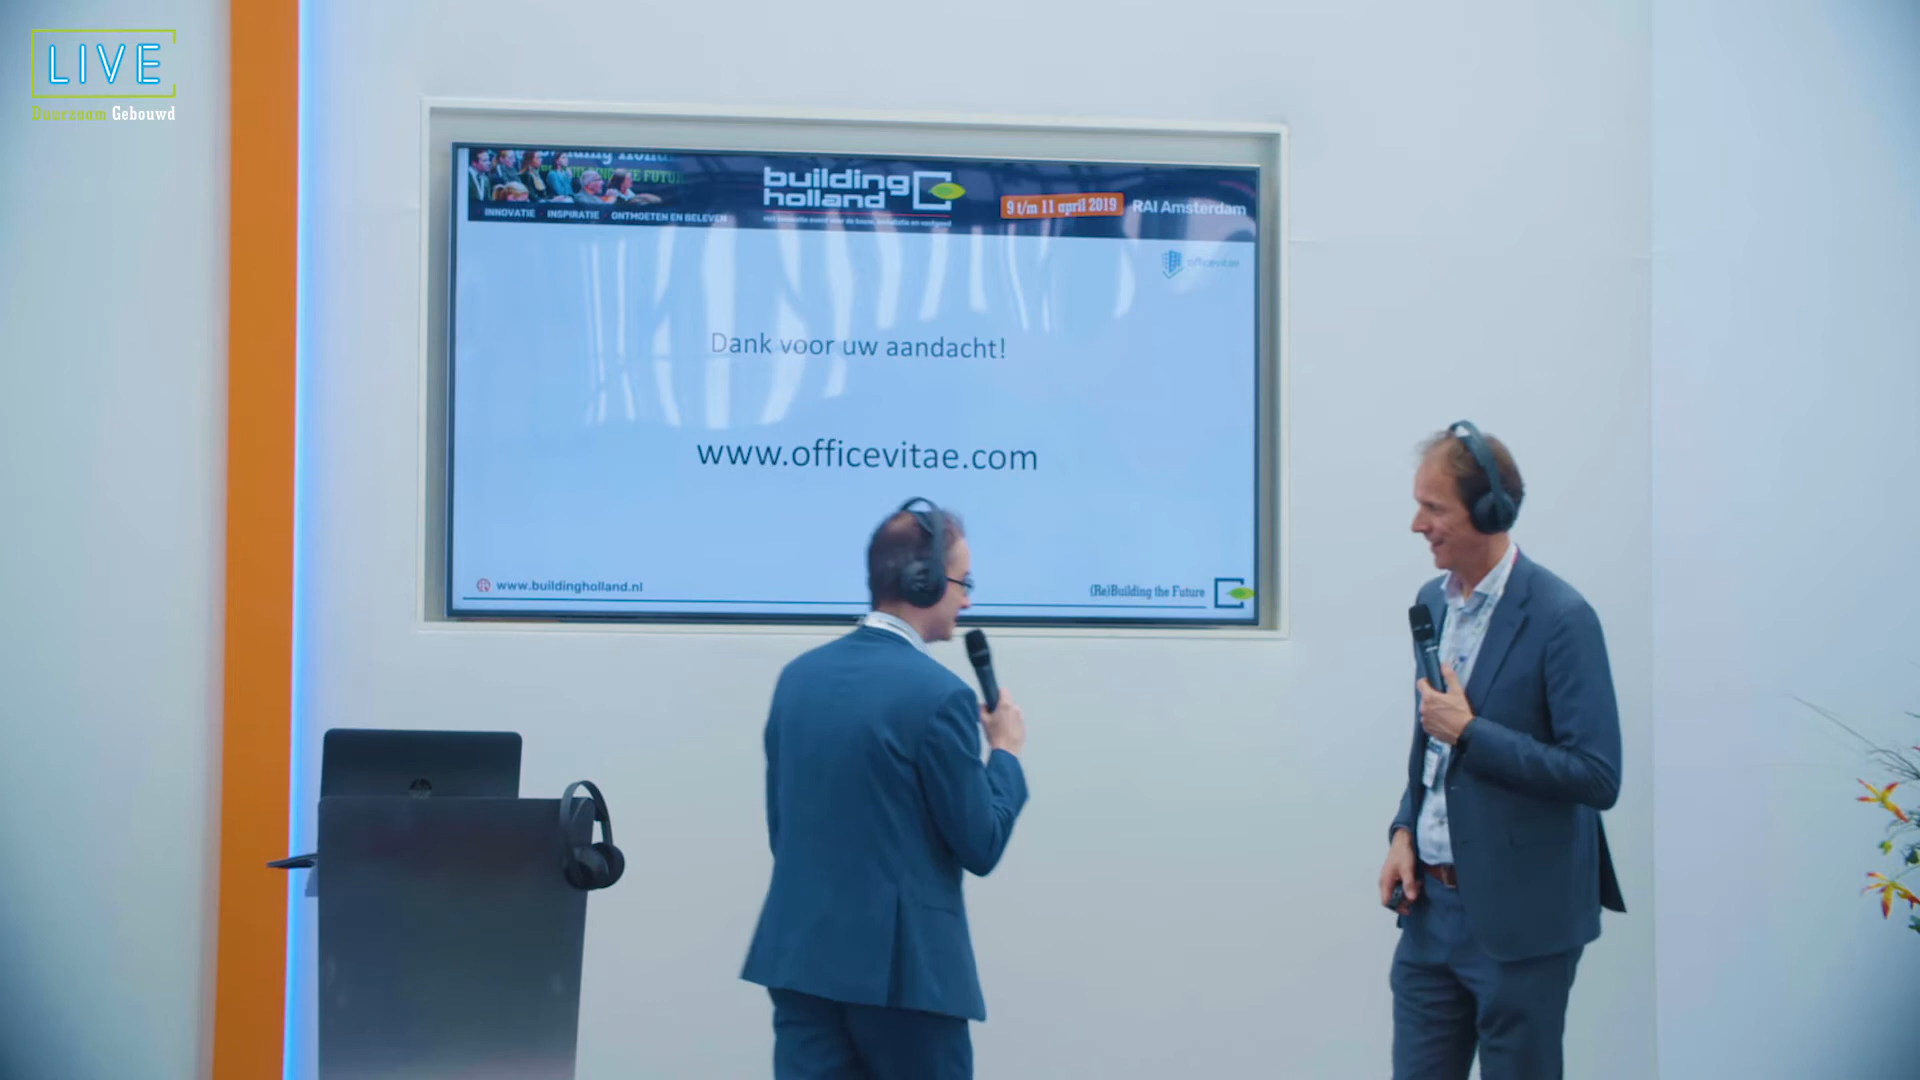 LIVE
Duurzaam Gebouwd
building
holland
9 t/m 11 april 2019
RAI Amsterdam
INNOVATIE INSPIRATIE ONTMOETEN EN BELEVEN
officevitae
Dank voor uw aandacht!
www.officevitae.com
www.buildingholland.nl
(Re)Building the Future